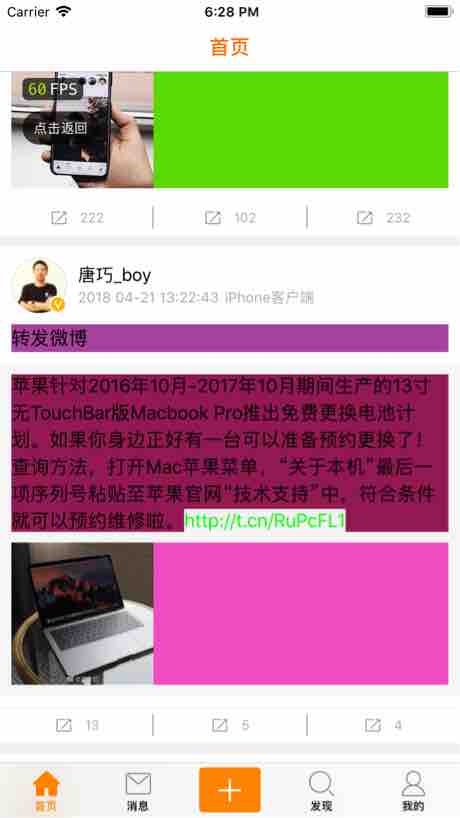 Carrier 6:28 PM
首页
60 FPS
点击返回
222 102 232
唐巧_boy
2018 04-21 13:22:43 iPhone客户端
转发微博
苹果针对2016年10月-2017年10月期间生产的13寸
无TouchBar版Macbook Pro推出免费更换电池计
划。如果你身边正好有一台可以准备预约更换了！
查询方法，打开Mac苹果菜单，“关于本机”最后一
项序列号粘贴至苹果官网“技术支持”中，符合条件
就可以预约维修啦。http://t.cn/RuPcFL1
13 5 4
首页 消息 发现 我的